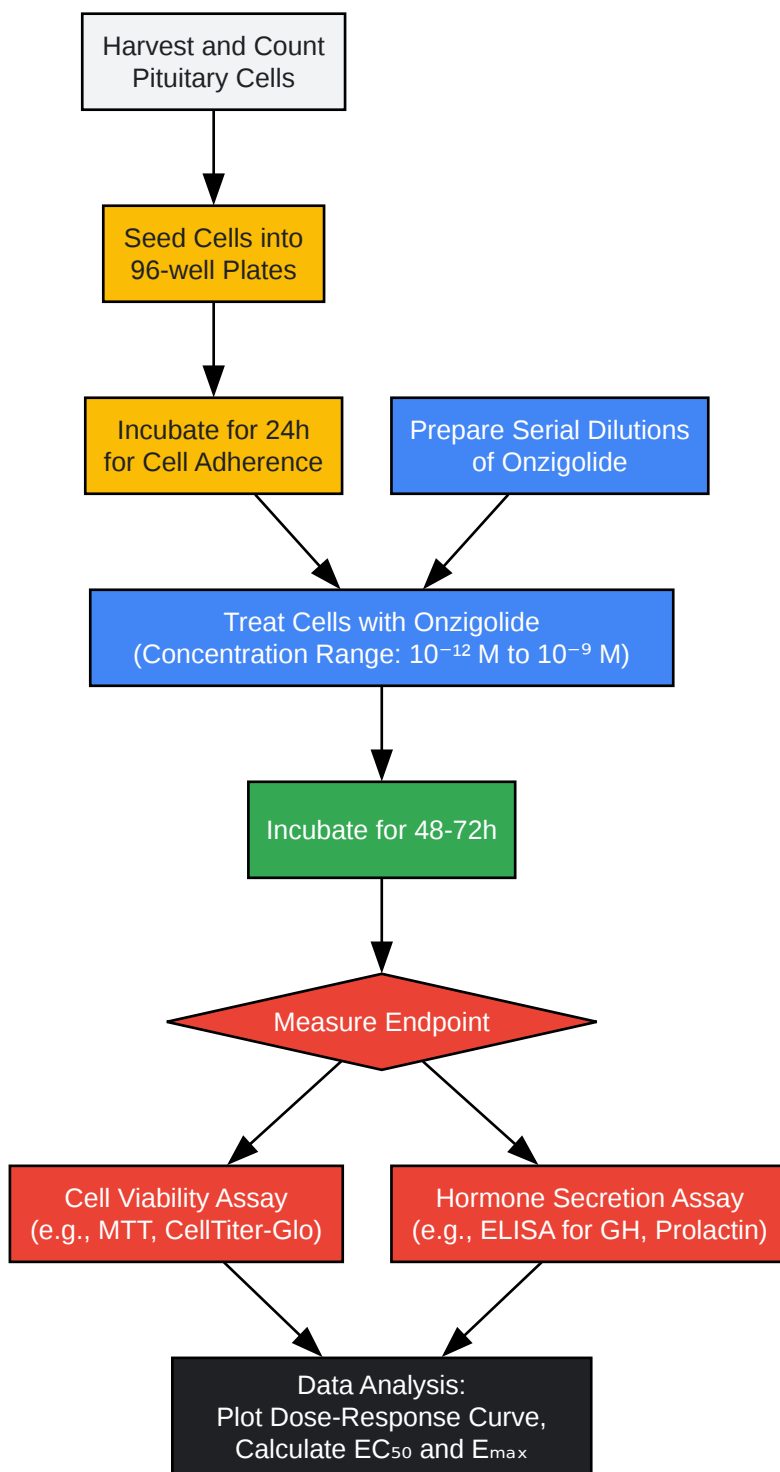 Harvest and Count
Pituitary Cells
Seed Cells into
96-well Plates
Incubate for 24h
for Cell Adherence
Prepare Serial Dilutions
of Onzigolide
Treat Cells with Onzigolide
(Concentration Range: 10⁻¹² M to 10⁻⁹ M)
Incubate for 48-72h
Measure Endpoint
Cell Viability Assay
(e.g., MTT, CellTiter-Glo)
Hormone Secretion Assay
(e.g., ELISA for GH, Prolactin)
Data Analysis:
Plot Dose-Response Curve,
Calculate EC₅₀ and Eₘₐₓ